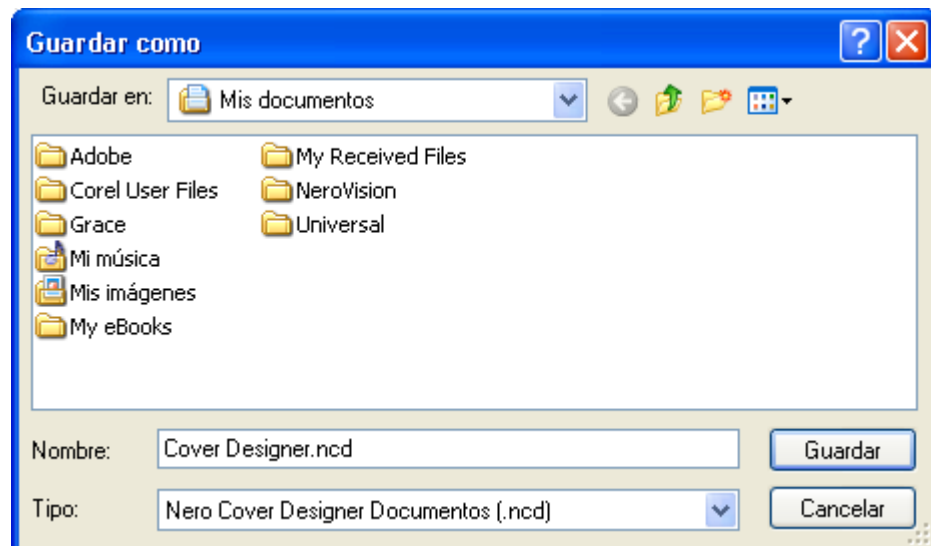 Guardar como
Guardar en: Mis documentos
Adobe My Received Files
Corel User Files NeroVision
Grace Universal
Mi música
Mis imágenes
My eBooks
Nombre: Cover Designer.ncd Guardar
Tipo: Nero Cover Designer Documentos (.ncd) Cancelar